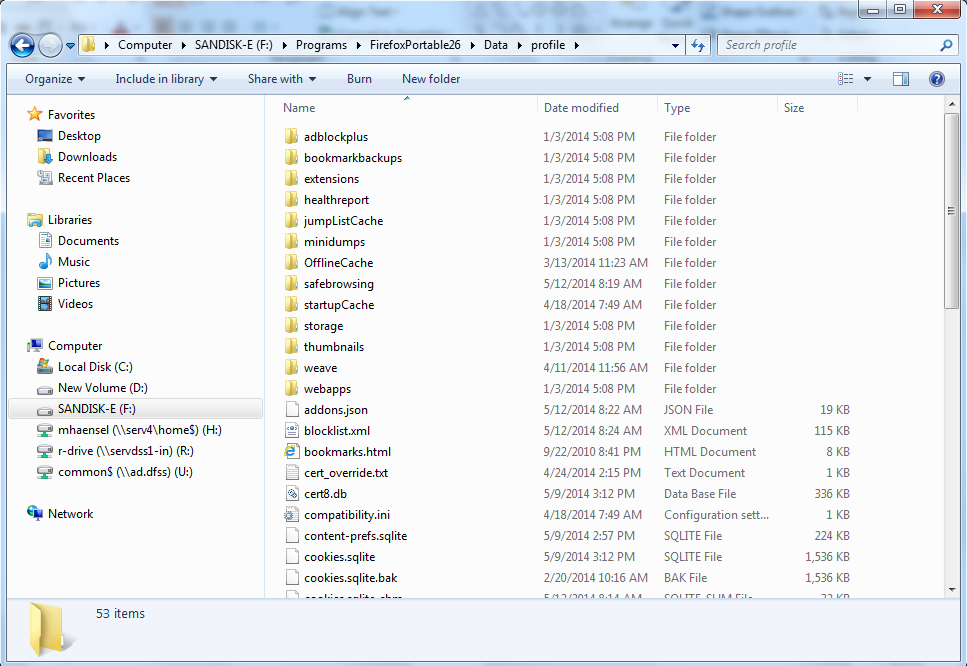 Computer ▸ SANDISK-E (F:) ▸ Programs ▸ FirefoxPortable26 ▸ Data ▸ profile ▸
Search profile
Organize Include in library Share with Burn New folder
Name Date modified Type Size
Favorites
Desktop
Downloads
Recent Places
Libraries
Documents
Music
Pictures
Videos
Computer
Local Disk (C:)
New Volume (D:)
SANDISK-E (F:)
mhaensel (\\serv4\home$) (H:)
r-drive (\\servdss1-in) (R:)
common$ (\\ad.dfss) (U:)
Network
adblockplus 1/3/2014 5:08 PM File folder
bookmarkbackups 1/3/2014 5:08 PM File folder
extensions 1/3/2014 5:08 PM File folder
healthreport 1/3/2014 5:08 PM File folder
jumpListCache 1/3/2014 5:08 PM File folder
minidumps 1/3/2014 5:08 PM File folder
OfflineCache 3/13/2014 11:23 AM File folder
safebrowsing 5/12/2014 8:19 AM File folder
startupCache 4/18/2014 7:49 AM File folder
storage 1/3/2014 5:08 PM File folder
thumbnails 1/3/2014 5:08 PM File folder
weave 4/11/2014 11:56 AM File folder
webapps 1/3/2014 5:08 PM File folder
addons.json 5/12/2014 8:22 AM JSON File 19 KB
blocklist.xml 5/12/2014 8:24 AM XML Document 115 KB
bookmarks.html 9/22/2010 8:41 PM HTML Document 8 KB
cert_override.txt 4/24/2014 2:15 PM Text Document 1 KB
cert8.db 5/9/2014 3:12 PM Data Base File 336 KB
compatibility.ini 4/18/2014 7:49 AM Configuration sett... 1 KB
content-prefs.sqlite 5/9/2014 2:57 PM SQLITE File 224 KB
cookies.sqlite 5/9/2014 3:12 PM SQLITE File 1,536 KB
cookies.sqlite.bak 2/20/2014 10:16 AM BAK File 1,536 KB
53 items